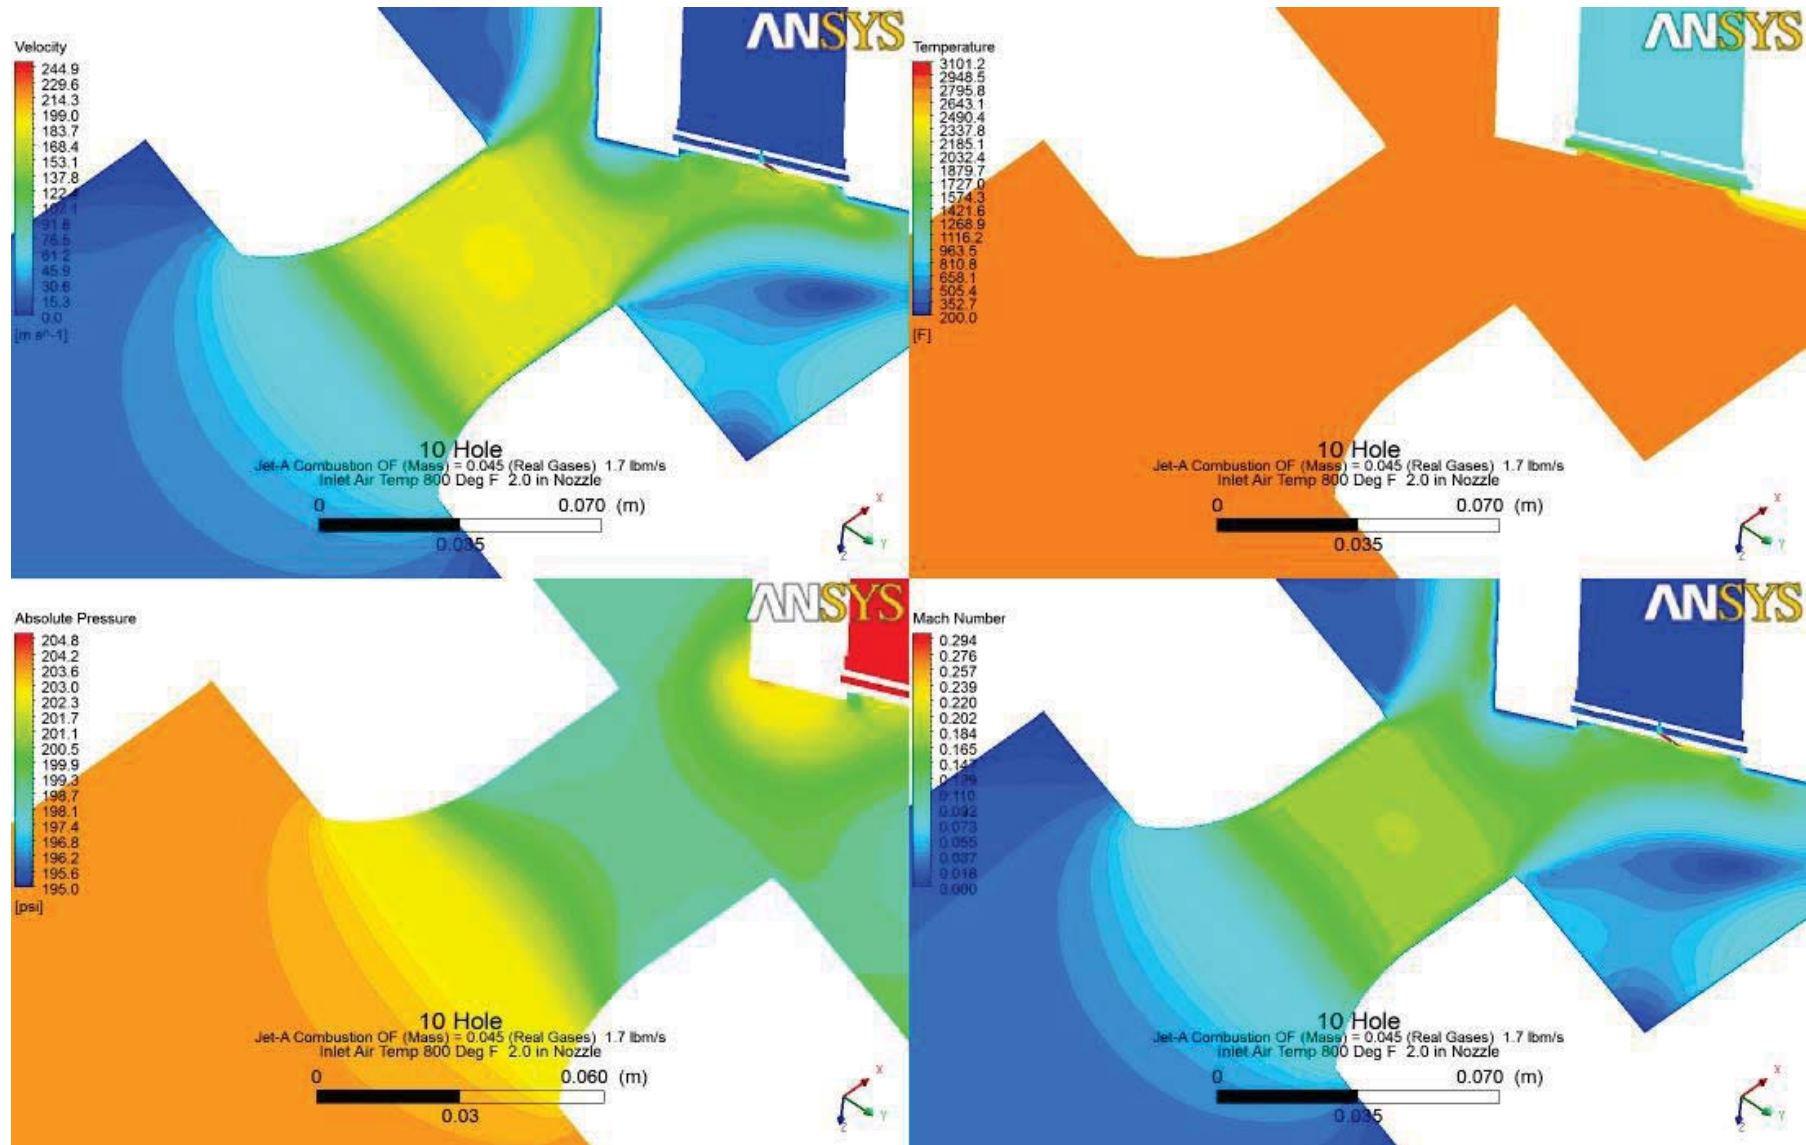 ANSYS
Velocity
244.9
229.6
214.3
199.0
183.7
168.4
153.1
137.8
91.8
76.5
61.2
45.9
30.6
15.3
0.0
[m s^-1]
10 Hole
Jet-A Combustion OF (Mass) = 0.045 (Real Gases) 1.7 lbm/s
Inlet Air Temp 800 Deg F 2.0 in Nozzle
0 0.070 (m)
0.035
X
Y
Z
ANSYS
Temperature
3101.2
2948.5
2795.8
2643.1
2490.4
2337.8
2185.1
2032.4
1879.7
1727.0
1574.3
1421.6
1268.9
1116.2
963.5
810.8
658.1
505.4
352.7
200.0
[F]
10 Hole
Jet-A Combustion OF (Mass) = 0.045 (Real Gases) 1.7 lbm/s
Inlet Air Temp 800 Deg F 2.0 in Nozzle
0 0.070 (m)
0.035
X
Y
Z
ANSYS
Absolute Pressure
204.8
204.2
203.6
203.0
202.3
201.7
201.1
200.5
199.9
199.3
198.7
198.1
197.4
196.8
196.2
195.6
195.0
[psi]
10 Hole
Jet-A Combustion OF (Mass) = 0.045 (Real Gases) 1.7 lbm/s
Inlet Air Temp 800 Deg F 2.0 in Nozzle
0 0.060 (m)
0.03
X
Y
Z
ANSYS
Mach Number
0.294
0.276
0.257
0.239
0.220
0.202
0.184
0.165
0.147
0.129
0.110
0.092
0.073
0.055
0.037
0.018
0.000
10 Hole
Jet-A Combustion OF (Mass) = 0.045 (Real Gases) 1.7 lbm/s
Inlet Air Temp 800 Deg F 2.0 in Nozzle
0 0.070 (m)
0.035
X
Y
Z